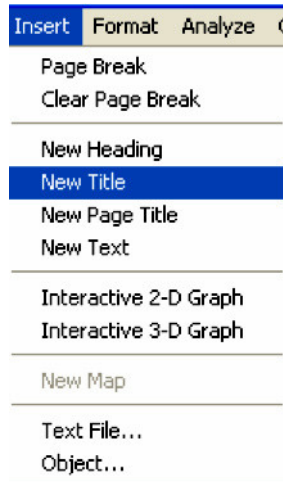 Insert Format Analyze
Page Break
Clear Page Break
New Heading
New Title
New Page Title
New Text
Interactive 2-D Graph
Interactive 3-D Graph
New Map
Text File...
Object...